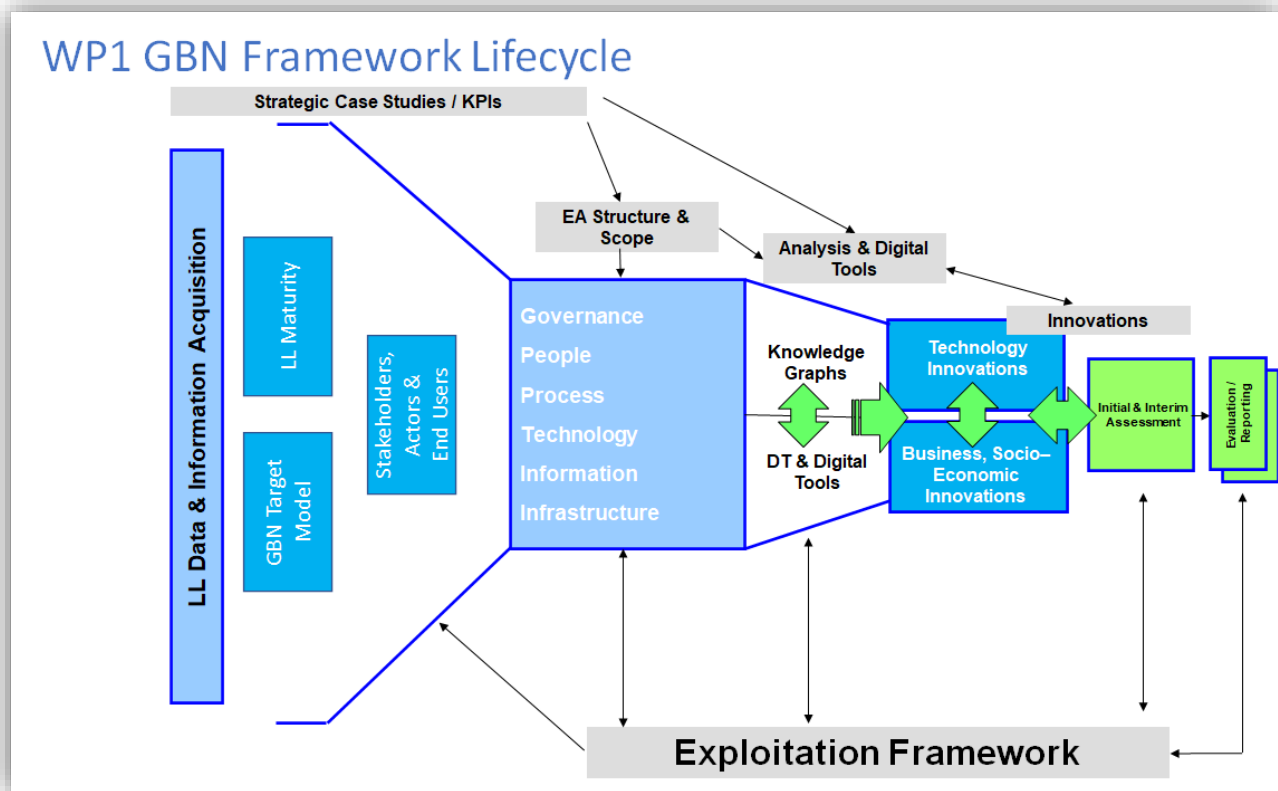 WP1 GBN Framework Lifecycle
Strategic Case Studies / KPIs
LL Data & Information Acquisition
LL Maturity
GBN Target
Model
Stakeholders,
Actors &
End Users
EA Structure &
Scope
Analysis & Digital
Tools
Innovations
Governance
People
Process
Technology
Information
Infrastructure
Knowledge
Graphs
DT & Digital
Tools
Technology
Innovations
Business, Socio–
Economic
Innovations
Initial & Interim
Assessment
Evaluation /
Reporting
Exploitation Framework